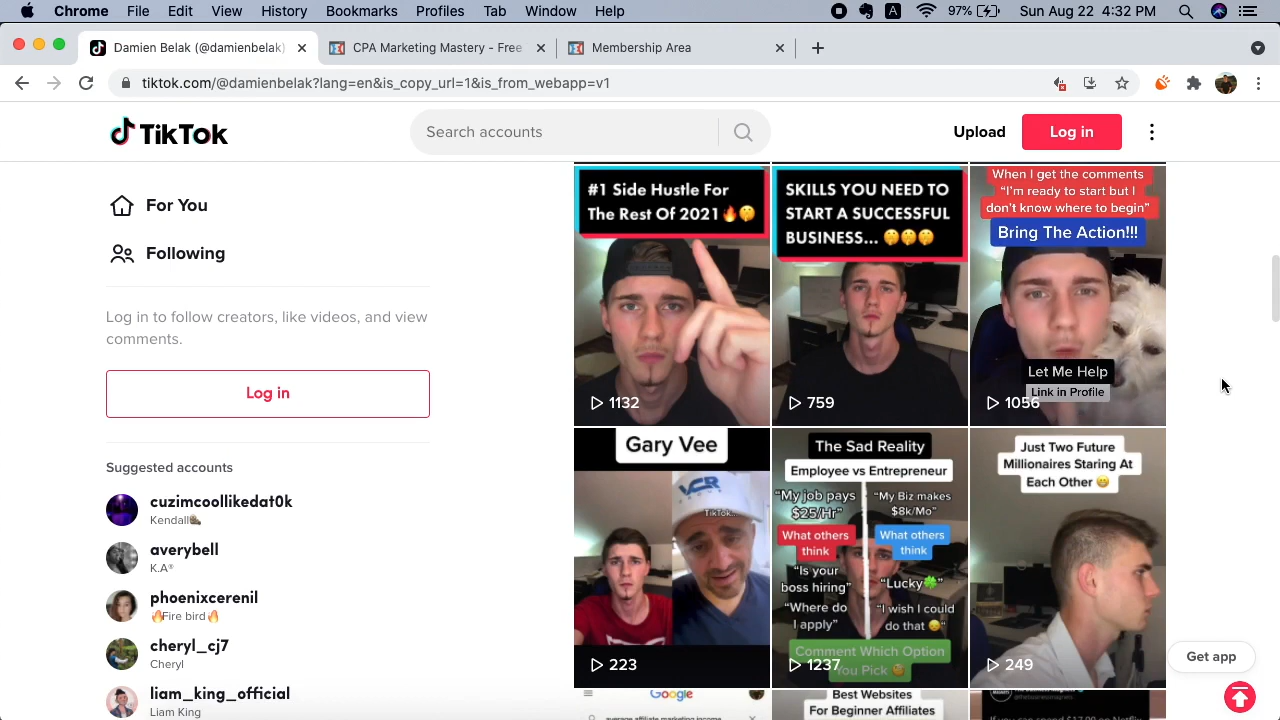 Chrome File Edit View History Bookmarks Profiles Tab Window Help A 97% Sun Aug 22 4:32 PM
Damien Belak (@damienbelak) CPA Marketing Mastery - Free Membership Area
tiktok.com/@damienbelak?lang=en&is_copy_url=1&is_from_webapp=v1
TikTok
Search accounts
Upload
Log in
For You
Following
Log in to follow creators, like videos, and view
comments.
Log in
Suggested accounts
cuzimcoollikedat0k
Kendall
averybell
K.A®
phoenixcerenil
🔥Fire bird🔥
cheryl_cj7
Cheryl
liam_king_official
Liam King
#1 Side Hustle For
The Rest Of 2021🔥🤫
1132
SKILLS YOU NEED TO
START A SUCCESSFUL
BUSINESS... 🤫🤫🤫
759
When I get the comments
“I'm ready to start but I
don't know where to begin”
Bring The Action!!!
Let Me Help
Link in Profile
1056
Gary Vee
VCR
TikTok...
223
The Sad Reality
Employee vs Entrepreneur
“My job pays
$25/Hr”
“My Biz makes
$8k/Mo”
What others
think
What others
think
“Is your
boss hiring”
“Lucky🍀”
“Where do
I apply”
“I wish I could
do that 😅”
Comment Which Option
You Pick 🧐
1237
Just Two Future
Millionaires Staring At
Each Other 😁
249
Google
average affiliate marketing income
Best Websites
For Beginner Affiliates
Get app